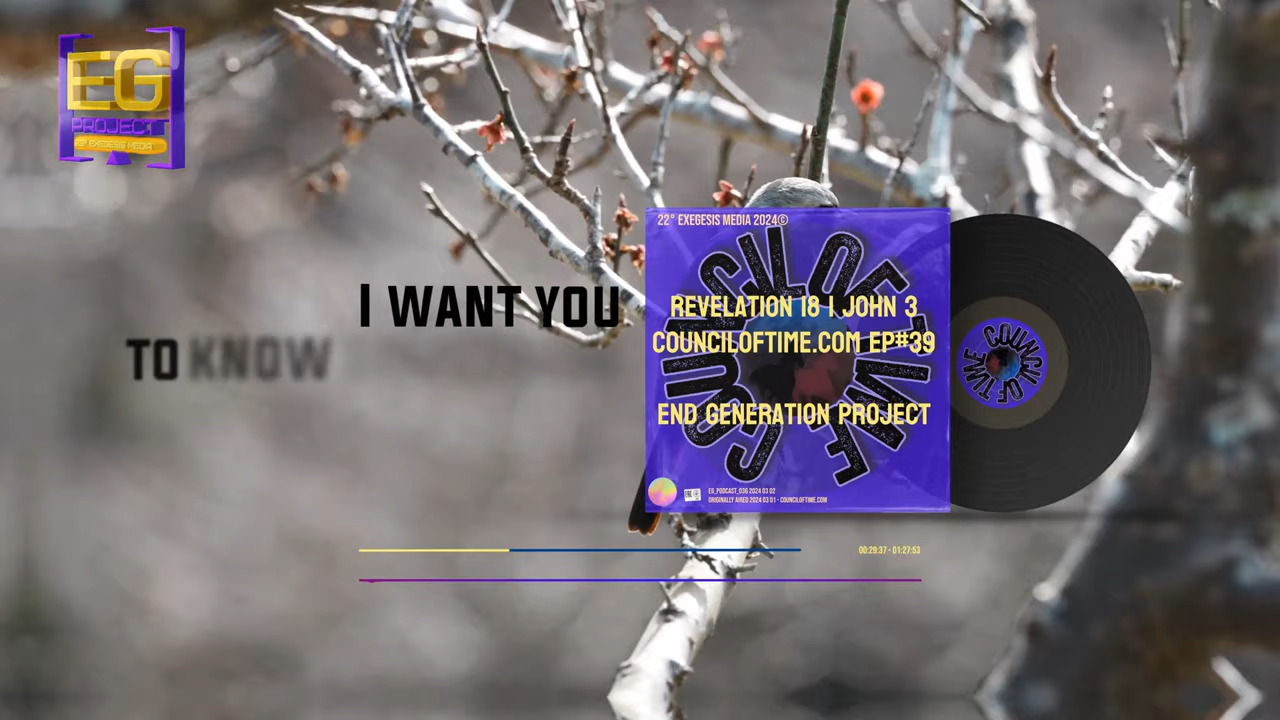 EG
PROJECT
22° EXEGESIS MEDIA
I WANT YOU
TO KNOW
22° EXEGESIS MEDIA 2024©
COUNCIL OF TIME
REVELATION 18 I JOHN 3
COUNCILOFTIME.COM EP#39
END GENERATION PROJECT
EG_PODCAST_036 2024 03 02
ORIGINALLY AIRED 2024 03 01 - COUNCILOFTIME.COM
COUNCIL OF TIME
00:29:37 - 01:27:53